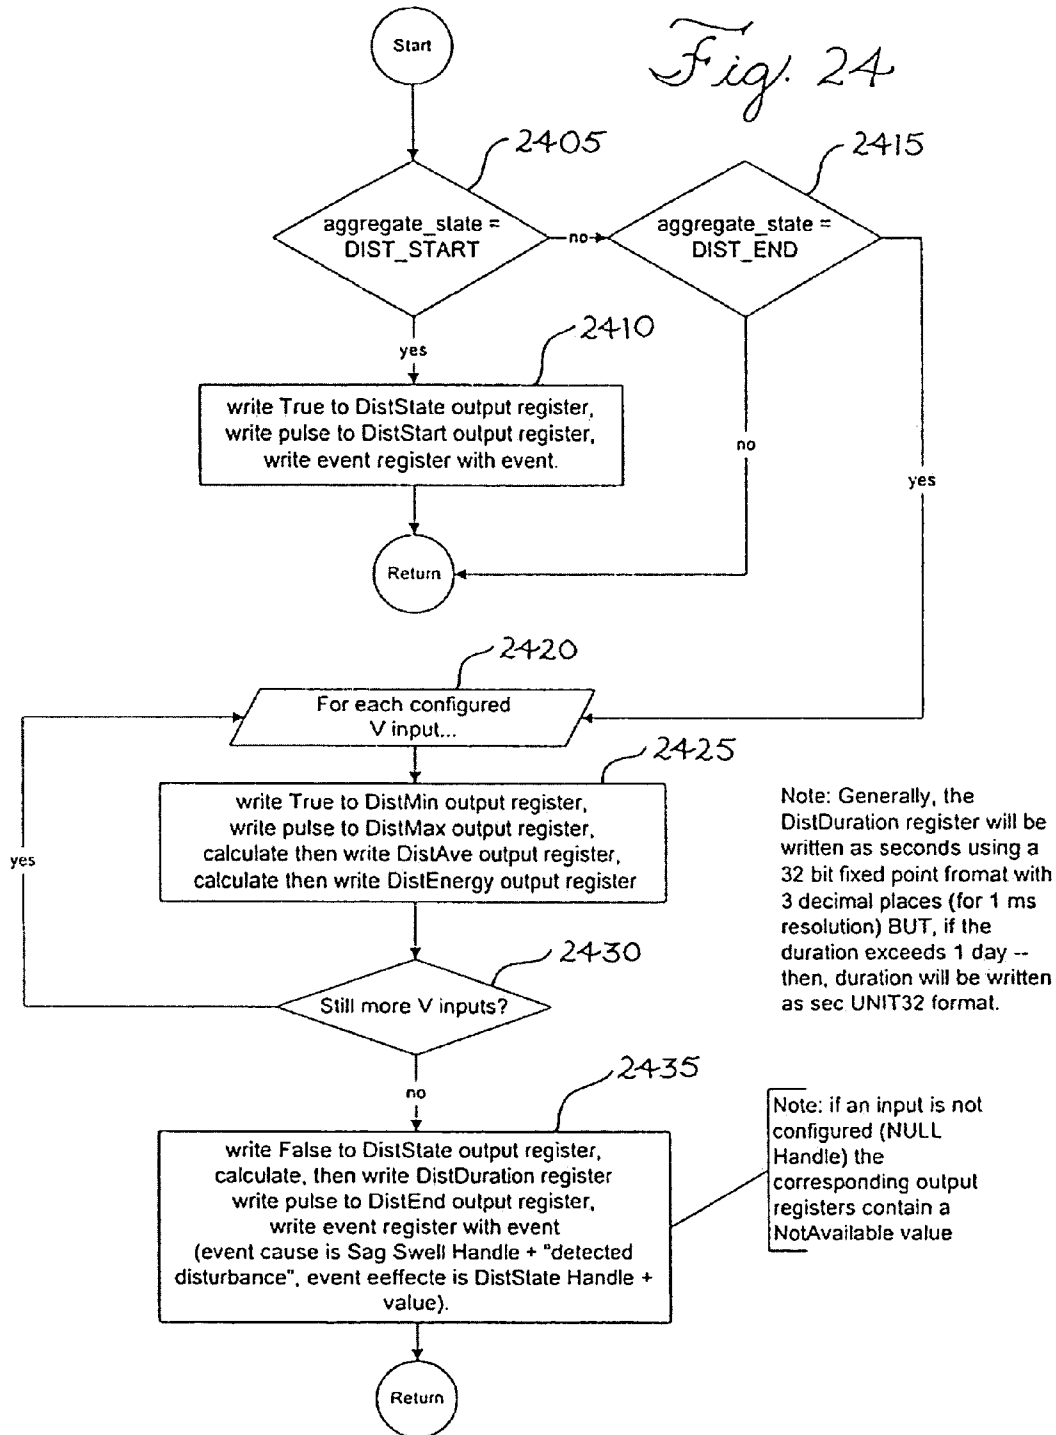 Start
Fig. 24
2405
aggregate_state =
DIST_START
no
2415
aggregate_state =
DIST_END
yes
2410
write True to DistState output register,
write pulse to DistStart output register,
write event register with event.
no
yes
Return
2420
For each configured
V input...
2425
write True to DistMin output register,
write pulse to DistMax output register,
calculate then write DistAve output register,
calculate then write DistEnergy output register
yes
Note: Generally, the
DistDuration register will be
written as seconds using a
32 bit fixed point fromat with
3 decimal places (for 1 ms
resolution) BUT, if the
duration exceeds 1 day --
then, duration will be written
as sec UNIT32 format.
2430
Still more V inputs?
no
2435
write False to DistState output register,
calculate, then write DistDuration register
write pulse to DistEnd output register,
write event register with event
(event cause is Sag Swell Handle + "detected
disturbance", event eeffecte is DistState Handle +
value).
Note: if an input is not
configured (NULL
Handle) the
corresponding output
registers contain a
NotAvailable value
Return